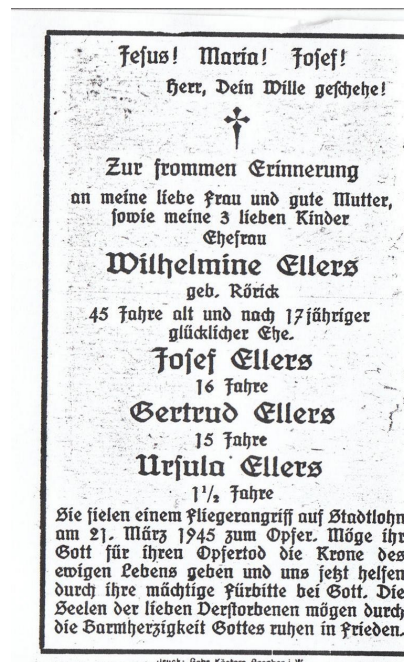 Jesus! Maria! Josef!
Herr, Dein Wille geschehe!
Zur frommen Erinnerung
an meine liebe Frau und gute Mutter,
sowie meine 3 lieben Kinder
Ehefrau
Wilhelmine Ellers
geb. Rörick
45 Jahre alt und nach 17jähriger
glücklicher Ehe.
Josef Ellers
16 Jahre
Gertrud Ellers
15 Jahre
Ursula Ellers
1½ Jahre
Sie fielen einem Fliegerangriff auf Stadtlohn
am 21. März 1945 zum Opfer. Möge ihr
Gott für ihren Opfertod die Krone des
ewigen Lebens geben und uns jetzt helfen
durch ihre mächtige Fürbitte bei Gott. Die
Seelen der lieben Verstorbenen mögen durch
die Barmherzigkeit Gottes ruhen in Frieden.